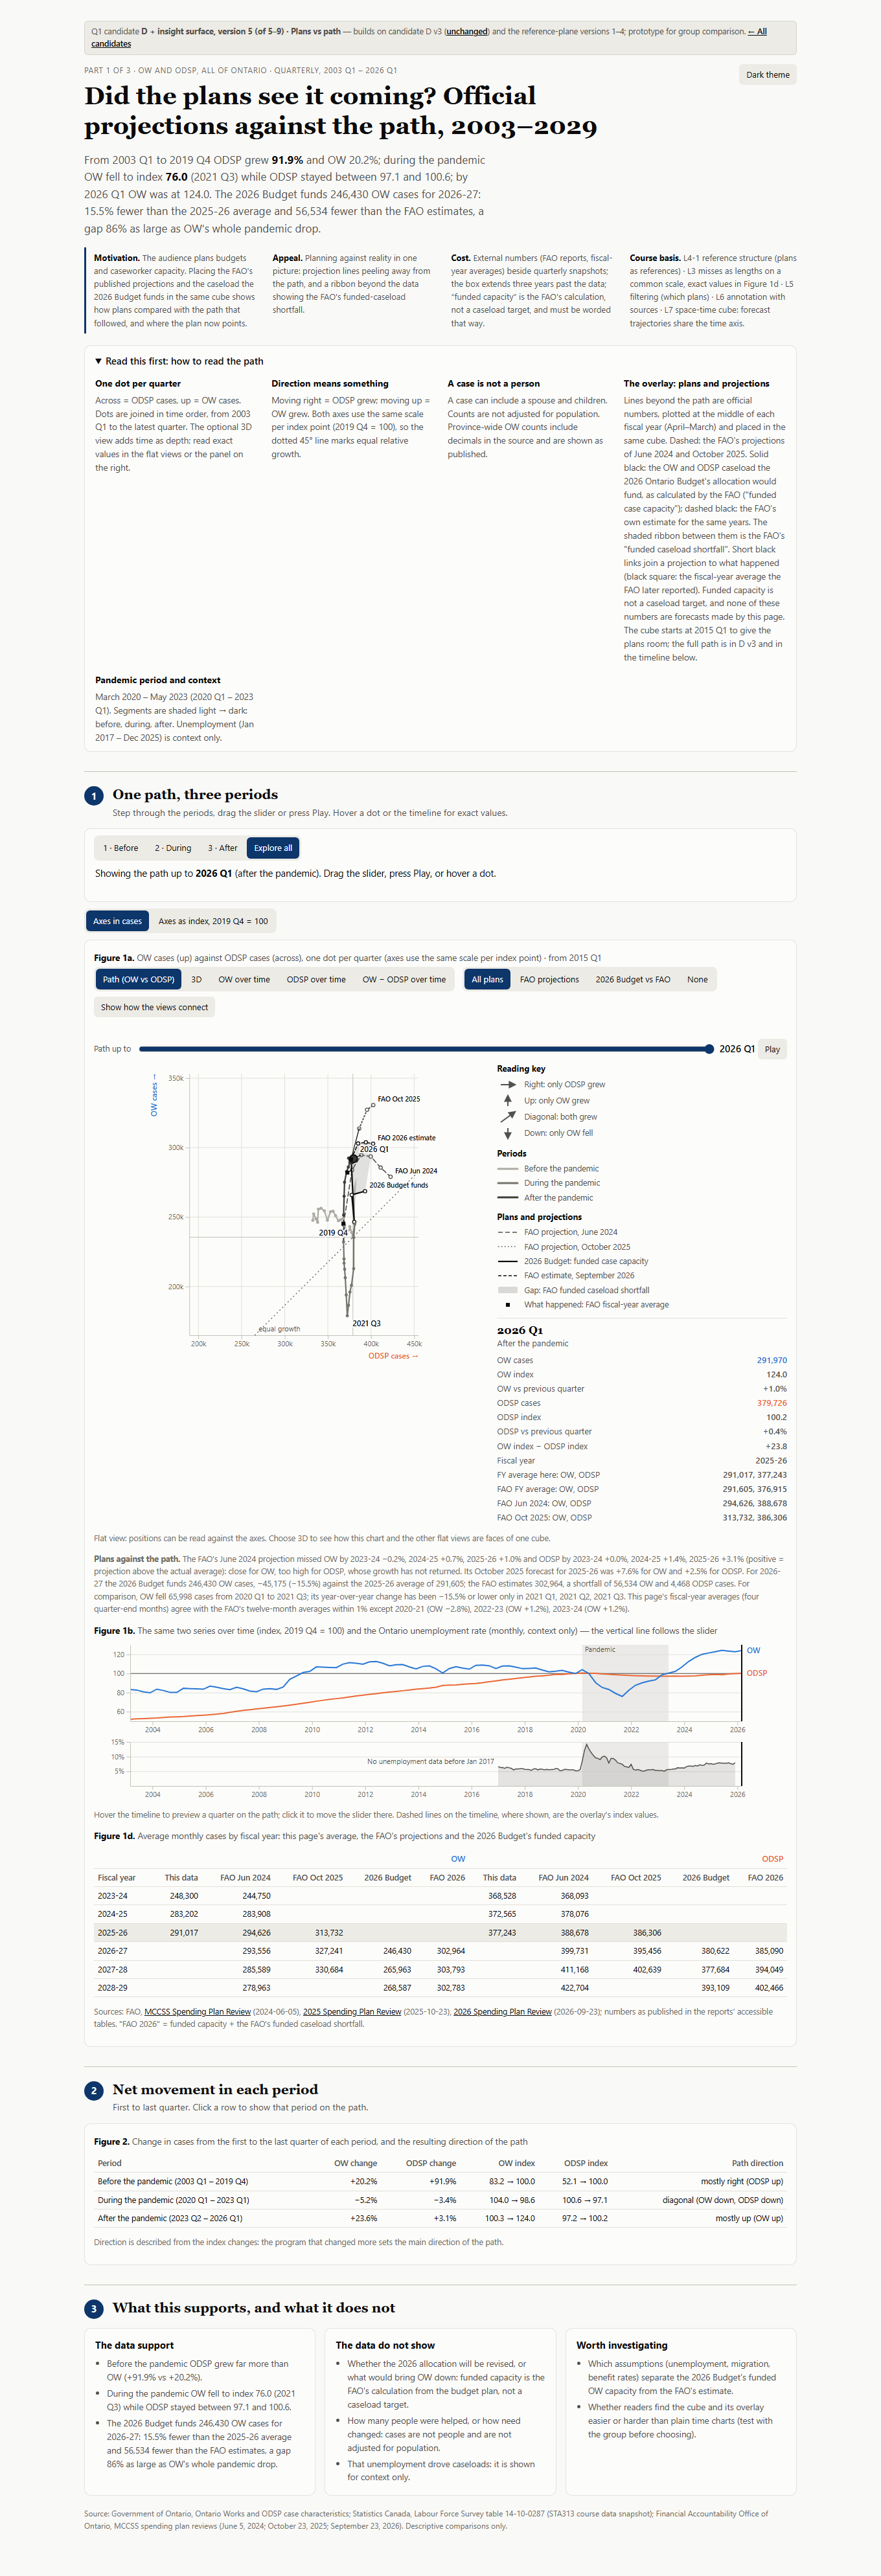 Q1 candidate D + insight surface, version 5 (of 5–9) · Plans vs path — builds on candidate D v3 (unchanged) and the reference-plane versions 1–4; prototype for group comparison. ← All
candidates
PART 1 OF 3 · OW AND ODSP, ALL OF ONTARIO · QUARTERLY, 2003 Q1 – 2026 Q1
Dark theme
Did the plans see it coming? Official
projections against the path, 2003–2029
From 2003 Q1 to 2019 Q4 ODSP grew 91.9% and OW 20.2%; during the pandemic
OW fell to index 76.0 (2021 Q3) while ODSP stayed between 97.1 and 100.6; by
2026 Q1 OW was at 124.0. The 2026 Budget funds 246,430 OW cases for 2026-27:
15.5% fewer than the 2025-26 average and 56,534 fewer than the FAO estimates, a
gap 86% as large as OW's whole pandemic drop.
Motivation. The audience plans budgets
and caseworker capacity. Placing the FAO's
published projections and the caseload the
2026 Budget funds in the same cube shows
how plans compared with the path that
followed, and where the plan now points.
Appeal. Planning against reality in one
picture: projection lines peeling away from
the path, and a ribbon beyond the data
showing the FAO's funded-caseload
shortfall.
Cost. External numbers (FAO reports, fiscal-
year averages) beside quarterly snapshots;
the box extends three years past the data;
"funded capacity" is the FAO's calculation,
not a caseload target, and must be worded
that way.
Course basis. L4-1 reference structure (plans
as references) · L3 misses as lengths on a
common scale, exact values in Figure 1d · L5
filtering (which plans) · L6 annotation with
sources · L7 space-time cube: forecast
trajectories share the time axis.
▼ Read this first: how to read the path
One dot per quarter
Across = ODSP cases, up = OW cases.
Dots are joined in time order, from 2003
Q1 to the latest quarter. The optional 3D
view adds time as depth; read exact
values in the flat views or the panel on
the right.
Direction means something
Moving right = ODSP grew; moving up =
OW grew. Both axes use the same scale
per index point (2019 Q4 = 100), so the
dotted 45° line marks equal relative
growth.
A case is not a person
A case can include a spouse and children.
Counts are not adjusted for population.
Province-wide OW counts include
decimals in the source and are shown as
published.
The overlay: plans and projections
Lines beyond the path are official
numbers, plotted at the middle of each
fiscal year (April–March) and placed in the
same cube. Dashed: the FAO's projections
of June 2024 and October 2025. Solid
black: the OW and ODSP caseload the
2026 Ontario Budget's allocation would
fund, as calculated by the FAO ("funded
case capacity"); dashed black: the FAO's
own estimate for the same years. The
shaded ribbon between them is the FAO's
"funded caseload shortfall". Short black
links join a projection to what happened
(black square: the fiscal-year average the
FAO later reported). Funded capacity is
not a caseload target, and none of these
numbers are forecasts made by this page.
The cube starts at 2015 Q1 to give the
plans room; the full path is in D v3 and in
the timeline below.
Pandemic period and context
March 2020 – May 2023 (2020 Q1 – 2023
Q1). Segments are shaded light → dark:
before, during, after. Unemployment (Jan
2017 – Dec 2025) is context only.
1 One path, three periods
Step through the periods, drag the slider or press Play. Hover a dot or the timeline for exact values.
1 · Before 2 · During 3 · After Explore all
Showing the path up to 2026 Q1 (after the pandemic). Drag the slider, press Play, or hover a dot.
Axes in cases Axes as index, 2019 Q4 = 100
Figure 1a. OW cases (up) against ODSP cases (across), one dot per quarter (axes use the same scale per index point) · from 2015 Q1
Path (OW vs ODSP) 3D OW over time ODSP over time OW − ODSP over time All plans FAO projections 2026 Budget vs FAO None
Show how the views connect
Path up to 2026 Q1 Play
OW cases →
350k
300k
250k
200k
FAO Oct 2025
FAO 2026 estimate
2026 Q1
FAO Jun 2024
2026 Budget funds
2019 Q4
2021 Q3
equal growth
200k 250k 300k 350k 400k 450k
ODSP cases →
Reading key
Right: only ODSP grew
Up: only OW grew
Diagonal: both grew
Down: only OW fell
Periods
Before the pandemic
During the pandemic
After the pandemic
Plans and projections
FAO projection, June 2024
FAO projection, October 2025
2026 Budget: funded case capacity
FAO estimate, September 2026
Gap: FAO funded caseload shortfall
What happened: FAO fiscal-year average
2026 Q1
After the pandemic
OW cases 291,970
OW index 124.0
OW vs previous quarter +1.0%
ODSP cases 379,726
ODSP index 100.2
ODSP vs previous quarter +0.4%
OW index − ODSP index +23.8
Fiscal year 2025-26
FY average here: OW, ODSP 291,017, 377,243
FAO FY average: OW, ODSP 291,605, 376,915
FAO Jun 2024: OW, ODSP 294,626, 388,678
FAO Oct 2025: OW, ODSP 313,732, 386,306
Flat view: positions can be read against the axes. Choose 3D to see how this chart and the other flat views are faces of one cube.
Plans against the path. The FAO's June 2024 projection missed OW by 2023-24 −0.2%, 2024-25 +0.7%, 2025-26 +1.0% and ODSP by 2023-24 +0.0%, 2024-25 +1.4%, 2025-26 +3.1% (positive =
projection above the actual average): close for OW, too high for ODSP, whose growth has not returned. Its October 2025 forecast for 2025-26 was +7.6% for OW and +2.5% for ODSP. For 2026-
27 the 2026 Budget funds 246,430 OW cases, −45,175 (−15.5%) against the 2025-26 average of 291,605; the FAO estimates 302,964, a shortfall of 56,534 OW and 4,468 ODSP cases. For
comparison, OW fell 65,998 cases from 2020 Q1 to 2021 Q3; its year-over-year change has been −15.5% or lower only in 2021 Q1, 2021 Q2, 2021 Q3. This page's fiscal-year averages (four
quarter-end months) agree with the FAO's twelve-month averages within 1% except 2020-21 (OW −2.8%), 2022-23 (OW +1.2%), 2023-24 (OW +1.2%).
Figure 1b. The same two series over time (index, 2019 Q4 = 100) and the Ontario unemployment rate (monthly, context only) — the vertical line follows the slider
120
100
80
60
Pandemic
OW
ODSP
2004 2006 2008 2010 2012 2014 2016 2018 2020 2022 2024 2026
15%
10%
5%
No unemployment data before Jan 2017
2004 2006 2008 2010 2012 2014 2016 2018 2020 2022 2024 2026
Hover the timeline to preview a quarter on the path; click it to move the slider there. Dashed lines on the timeline, where shown, are the overlay's index values.
Figure 1d. Average monthly cases by fiscal year: this page's average, the FAO's projections and the 2026 Budget's funded capacity
OW ODSP
Fiscal year This data FAO Jun 2024 FAO Oct 2025 2026 Budget FAO 2026 This data FAO Jun 2024 FAO Oct 2025 2026 Budget FAO 2026
2023-24 248,300 244,750 368,528 368,093
2024-25 283,202 283,908 372,565 378,076
2025-26 291,017 294,626 313,732 377,243 388,678 386,306
2026-27 293,556 327,241 246,430 302,964 399,731 395,456 380,622 385,090
2027-28 285,589 330,684 265,963 303,793 411,168 402,639 377,684 394,049
2028-29 278,963 268,587 302,783 422,704 393,109 402,466
Sources: FAO, MCCSS Spending Plan Review (2024-06-05), 2025 Spending Plan Review (2025-10-23), 2026 Spending Plan Review (2026-09-23); numbers as published in the reports' accessible
tables. "FAO 2026" = funded capacity + the FAO's funded caseload shortfall.
2 Net movement in each period
First to last quarter. Click a row to show that period on the path.
Figure 2. Change in cases from the first to the last quarter of each period, and the resulting direction of the path
Period OW change ODSP change OW index ODSP index Path direction
Before the pandemic (2003 Q1 – 2019 Q4) +20.2% +91.9% 83.2 → 100.0 52.1 → 100.0 mostly right (ODSP up)
During the pandemic (2020 Q1 – 2023 Q1) −5.2% −3.4% 104.0 → 98.6 100.6 → 97.1 diagonal (OW down, ODSP down)
After the pandemic (2023 Q2 – 2026 Q1) +23.6% +3.1% 100.3 → 124.0 97.2 → 100.2 mostly up (OW up)
Direction is described from the index changes: the program that changed more sets the main direction of the path.
3 What this supports, and what it does not
The data support
• Before the pandemic ODSP grew far more than
OW (+91.9% vs +20.2%).
• During the pandemic OW fell to index 76.0 (2021
Q3) while ODSP stayed between 97.1 and 100.6.
• The 2026 Budget funds 246,430 OW cases for
2026-27: 15.5% fewer than the 2025-26 average
and 56,534 fewer than the FAO estimates, a gap
86% as large as OW's whole pandemic drop.
The data do not show
• Whether the 2026 allocation will be revised, or
what would bring OW down: funded capacity is the
FAO's calculation from the budget plan, not a
caseload target.
• How many people were helped, or how need
changed: cases are not people and are not
adjusted for population.
• That unemployment drove caseloads: it is shown
for context only.
Worth investigating
• Which assumptions (unemployment, migration,
benefit rates) separate the 2026 Budget's funded
OW capacity from the FAO's estimate.
• Whether readers find the cube and its overlay
easier or harder than plain time charts (test with
the group before choosing).
Source: Government of Ontario, Ontario Works and ODSP case characteristics; Statistics Canada, Labour Force Survey table 14-10-0287 (STA313 course data snapshot); Financial Accountability Office of
Ontario, MCCSS spending plan reviews (June 5, 2024; October 23, 2025; September 23, 2026). Descriptive comparisons only.